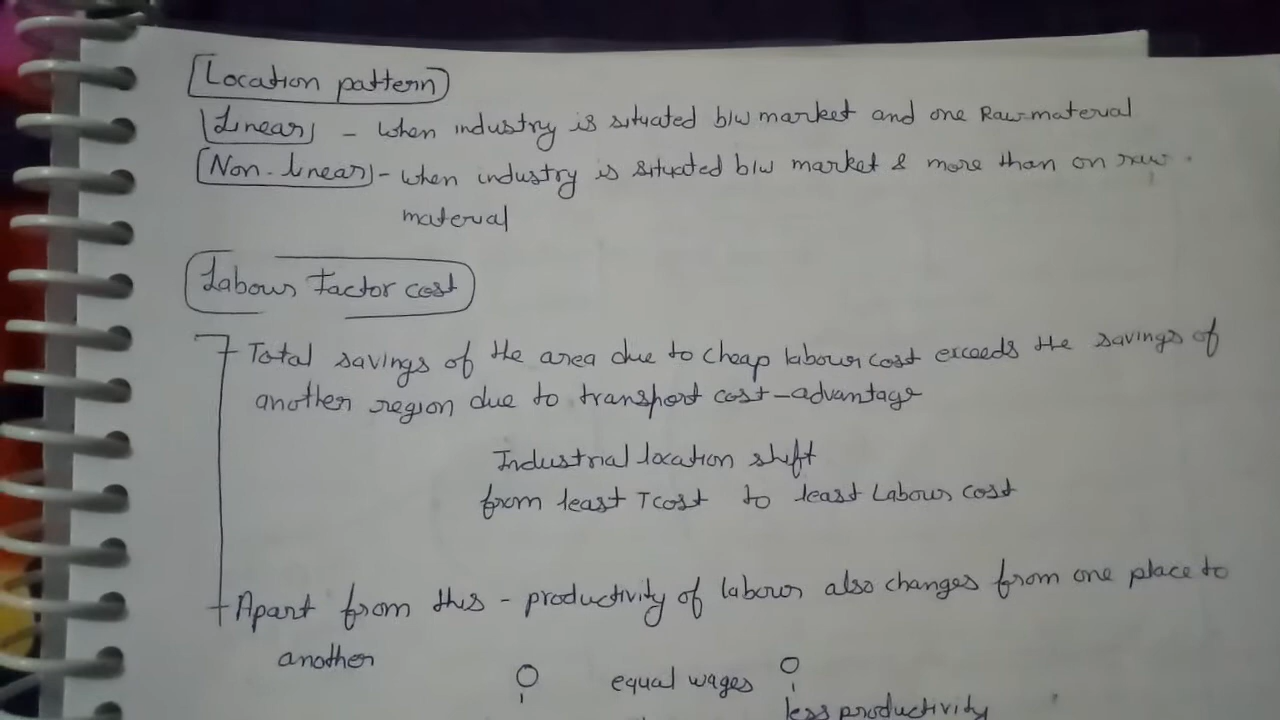 Location pattern
Linear - When industry is situated b/w market and one Raw-material
Non-linear - when industry is situated b/w market & more than on raw
material
Labour Factor cost
Total savings of the area due to cheap labour cost exceeds the savings of
another region due to transport cost-advantage
Industrial location shift
from least T cost to least Labour cost
Apart from this - productivity of labour also changes from one place to
another
equal wages
less productivity